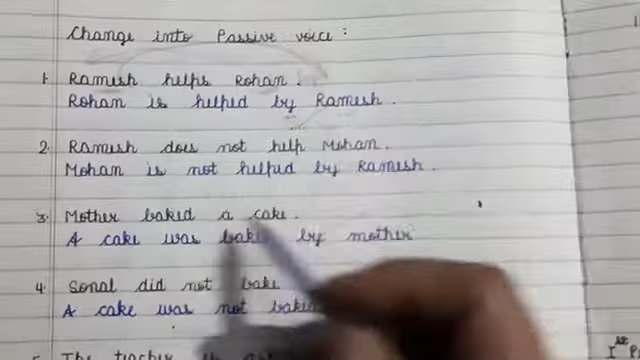 Change into Passive voice :
1. Ramesh helps Rohan.
Rohan is helped by Ramesh.
2. Ramesh does not help Mohan.
Mohan is not helped by Ramesh.
3. Mother baked a cake.
A cake was by mother
4. Sonal did not bake
A cake was not
The teacher